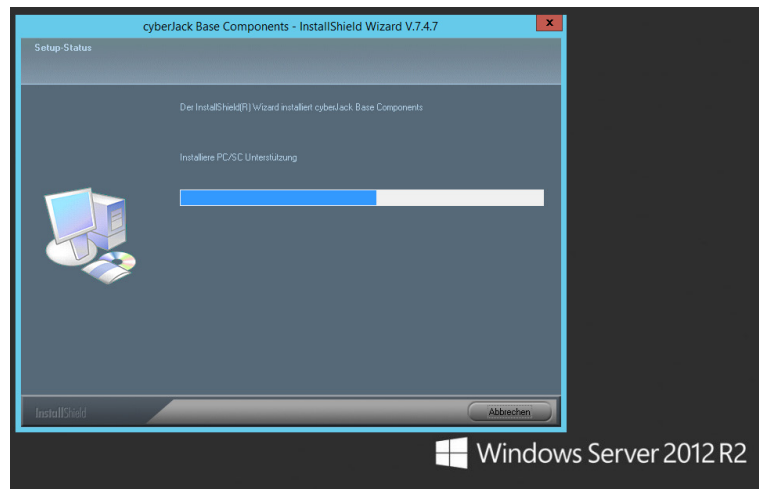 cyberJack Base Components - InstallShield Wizard V.7.4.7
x
Setup-Status
Der InstallShield(R) Wizard installiert cyberJack Base Components
Installiere PC/SC Unterstützung
InstallShield
Abbrechen
Windows Server 2012 R2